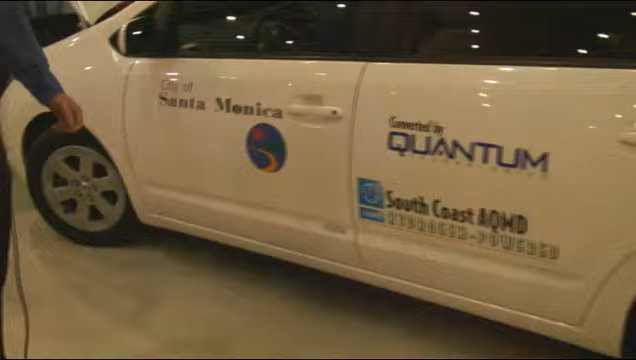 City of
Santa Monica
Converted by
QUANTUM
South Coast AQMD
HYDROGEN-POWERED